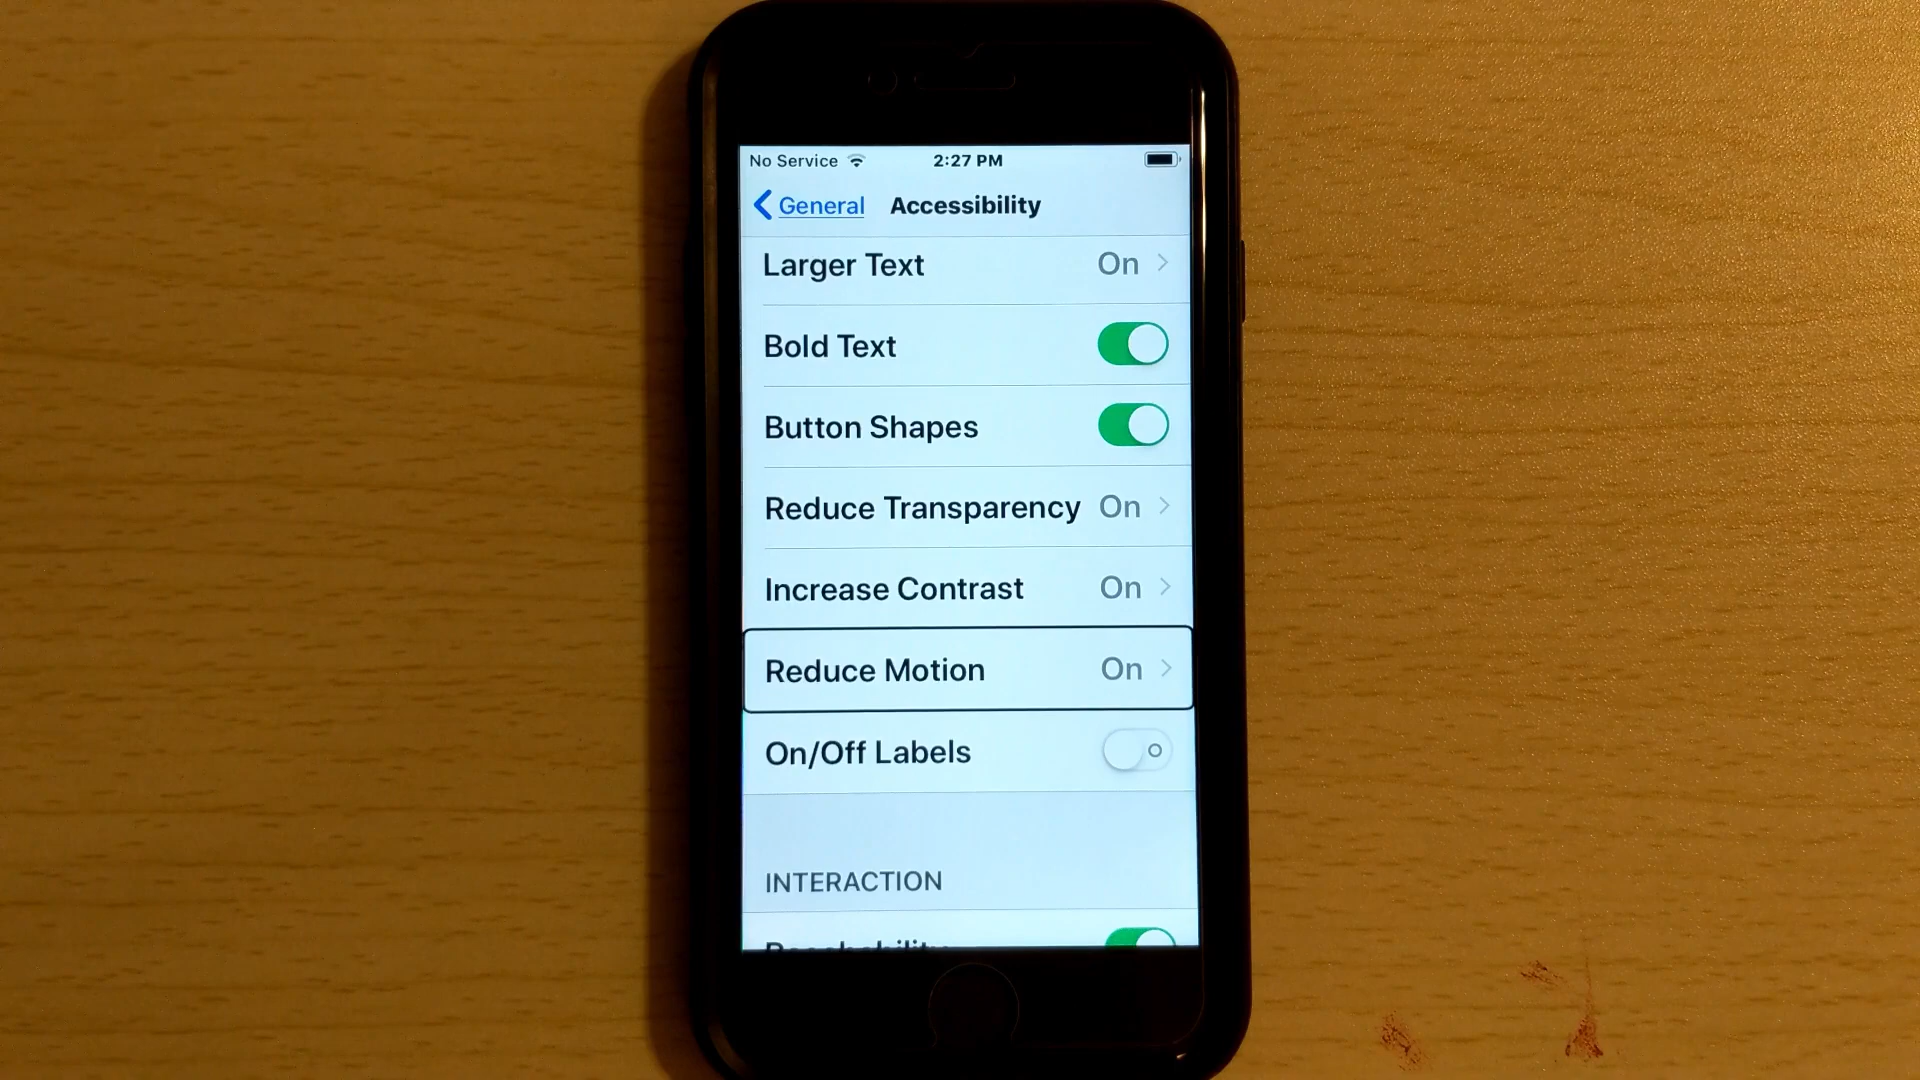 No Service 2:27 PM
General Accessibility
Larger Text On
Bold Text
Button Shapes
Reduce Transparency On
Increase Contrast On
Reduce Motion On
On/Off Labels
INTERACTION
Reachability